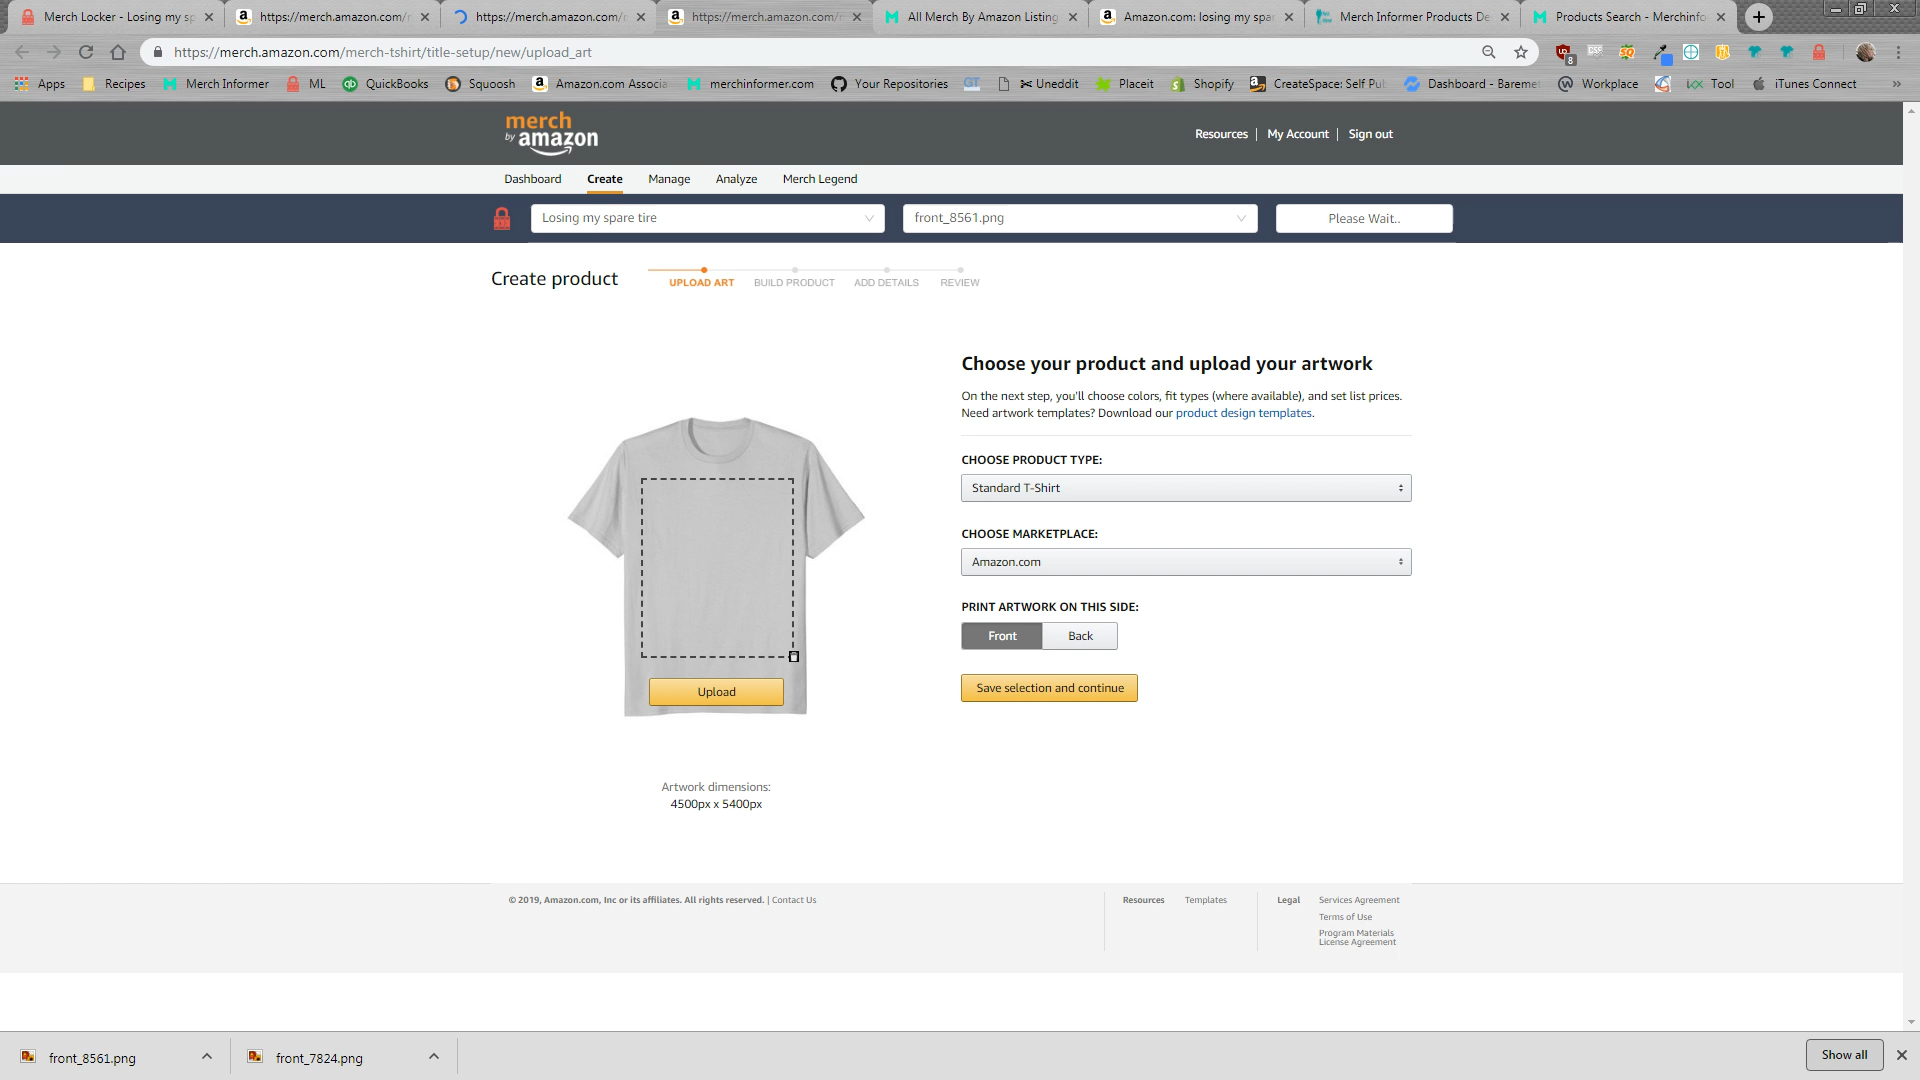 Merch Locker - Losing my sp
https://merch.amazon.com/
https://merch.amazon.com/
https://merch.amazon.com/
All Merch By Amazon Listing
Amazon.com: losing my spa
Merch Informer Products De
Products Search - Merchinfo
https://merch.amazon.com/merch-tshirt/title-setup/new/upload_art
8
Apps
Recipes
Merch Informer
ML
QuickBooks
Squoosh
Amazon.com Associa
merchinformer.com
Your Repositories
GT
Uneddit
Placeit
Shopify
CreateSpace: Self Pu
Dashboard - Bareme
Workplace
Tool
iTunes Connect
»
merch
by amazon
Resources | My Account | Sign out
Dashboard Create Manage Analyze Merch Legend
Losing my spare tire
front_8561.png
Please Wait..
Create product
UPLOAD ART BUILD PRODUCT ADD DETAILS REVIEW
Choose your product and upload your artwork
On the next step, you'll choose colors, fit types (where available), and set list prices.
Need artwork templates? Download our product design templates.
CHOOSE PRODUCT TYPE:
Standard T-Shirt
CHOOSE MARKETPLACE:
Amazon.com
PRINT ARTWORK ON THIS SIDE:
Front Back
Save selection and continue
Upload
Artwork dimensions:
4500px x 5400px
© 2019, Amazon.com, Inc or its affiliates. All rights reserved. | Contact Us
Resources Templates
Legal Services Agreement
Terms of Use
Program Materials
License Agreement
front_8561.png
front_7824.png
Show all